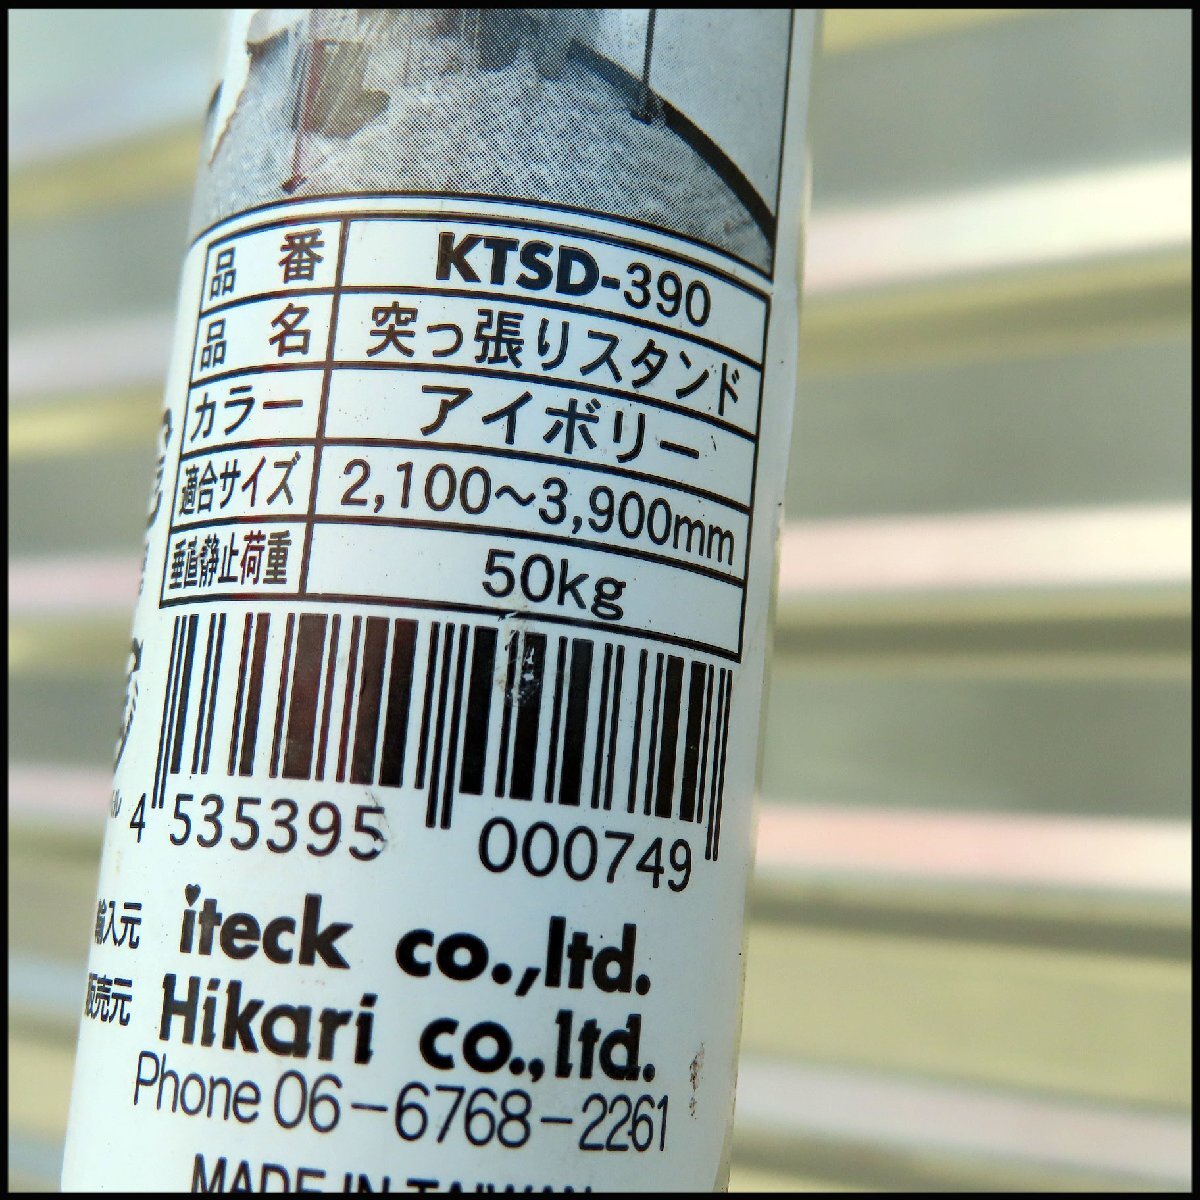 品番 KTSD-390
品名 突っ張りスタンド
カラー アイボリー
適合サイズ 2,100～3,900mm
垂直静止荷重 50kg
4 535395 000749
輸入元 iteck co.,ltd.
販売元 Hikari co.,ltd.
Phone 06-6768-2261
MADE IN TAIWAN